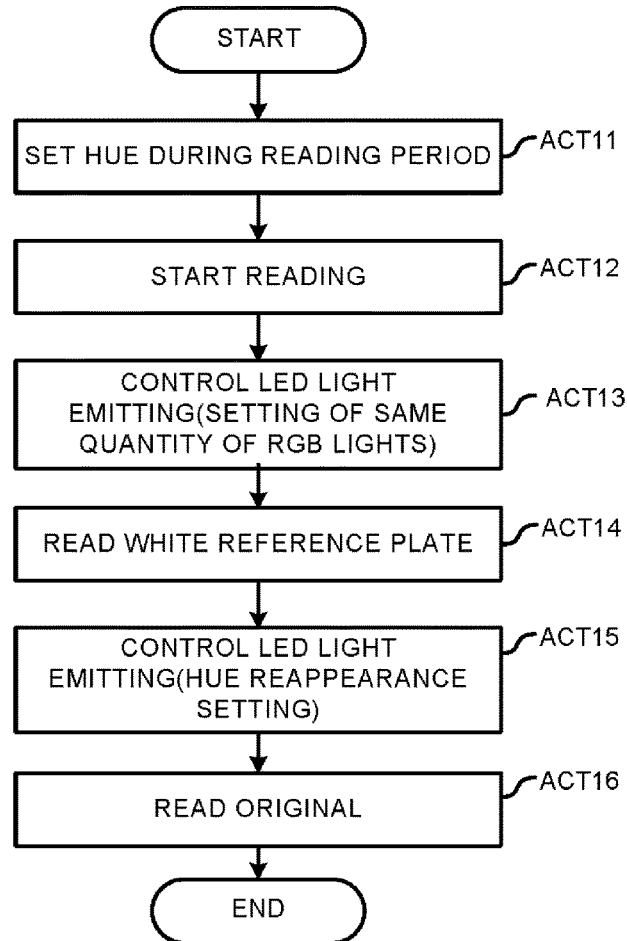 START
SET HUE DURING READING PERIOD
ACT11
START READING
ACT12
CONTROL LED LIGHT
EMITTING(SETTING OF SAME
QUANTITY OF RGB LIGHTS)
ACT13
READ WHITE REFERENCE PLATE
ACT14
CONTROL LED LIGHT
EMITTING(HUE REAPPEARANCE
SETTING)
ACT15
READ ORIGINAL
ACT16
END